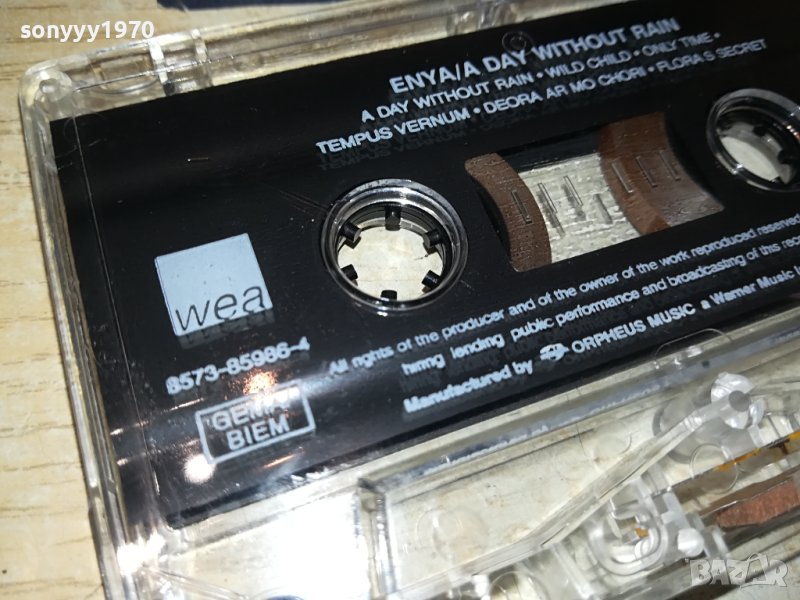 sonyyy1970
ENYA/A DAY WITHOUT RAIN
A DAY WITHOUT RAIN • WILD CHILD • ONLY TIME •
TEMPUS VERNUM • DEORA AR MO CHORI • FLORA S SECRET
wea
8573-85986-4
GEMA
BIEM
All rights of the producer and of the owner of the work reproduced reserved
hiring lending public performance and broadcasting of this
Manufactured by ORPHEUS MUSIC a Warner Music
BAZAR